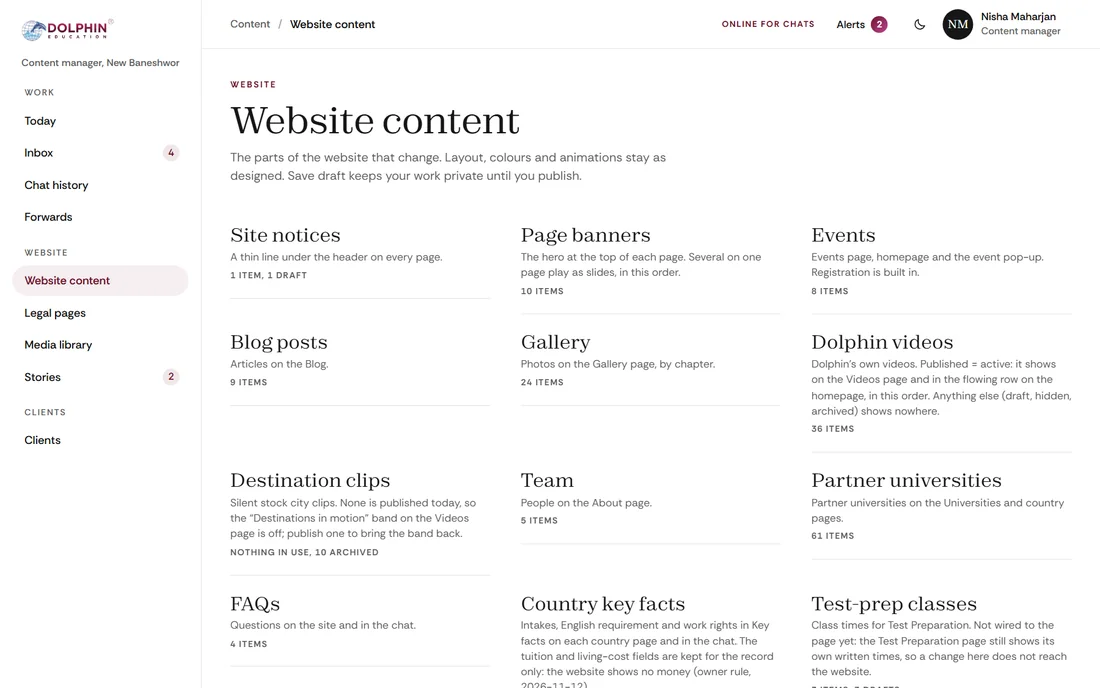 DOLPHIN
EDUCATION
Content manager, New Baneshwor
WORK
Today
Inbox 4
Chat history
Forwards
WEBSITE
Website content
Legal pages
Media library
Stories 2
CLIENTS
Clients
Content / Website content
ONLINE FOR CHATS
Alerts 2
NM
Nisha Maharjan
Content manager
WEBSITE
Website content
The parts of the website that change. Layout, colours and animations stay as
designed. Save draft keeps your work private until you publish.
Site notices
A thin line under the header on every page.
1 ITEM, 1 DRAFT
Page banners
The hero at the top of each page. Several on one
page play as slides, in this order.
10 ITEMS
Events
Events page, homepage and the event pop-up.
Registration is built in.
8 ITEMS
Blog posts
Articles on the Blog.
9 ITEMS
Gallery
Photos on the Gallery page, by chapter.
24 ITEMS
Dolphin videos
Dolphin's own videos. Published = active: it shows
on the Videos page and in the flowing row on the
homepage, in this order. Anything else (draft, hidden,
archived) shows nowhere.
36 ITEMS
Destination clips
Silent stock city clips. None is published today, so
the "Destinations in motion" band on the Videos
page is off; publish one to bring the band back.
NOTHING IN USE, 10 ARCHIVED
Team
People on the About page.
5 ITEMS
Partner universities
Partner universities on the Universities and country
pages.
61 ITEMS
FAQs
Questions on the site and in the chat.
4 ITEMS
Country key facts
Intakes, English requirement and work rights in Key
facts on each country page and in the chat. The
tuition and living-cost fields are kept for the record
only: the website shows no money (owner rule,
2026-11-12).
Test-prep classes
Class times for Test Preparation. Not wired to the
page yet: the Test Preparation page still shows its
own written times, so a change here does not reach
the website.